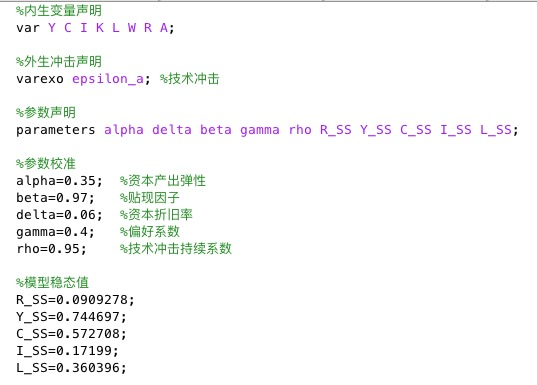 %内生变量声明
var Y C I K L W R A;
%外生冲击声明
varexo epsilon_a; %技术冲击
%参数声明
parameters alpha delta beta gamma rho R_SS Y_SS C_SS I_SS L_SS;
%参数校准
alpha=0.35; %资本产出弹性
beta=0.97; %贴现因子
delta=0.06; %资本折旧率
gamma=0.4; %偏好系数
rho=0.95; %技术冲击持续系数
%模型稳态值
R_SS=0.0909278;
Y_SS=0.744697;
C_SS=0.572708;
I_SS=0.17199;
L_SS=0.360396;